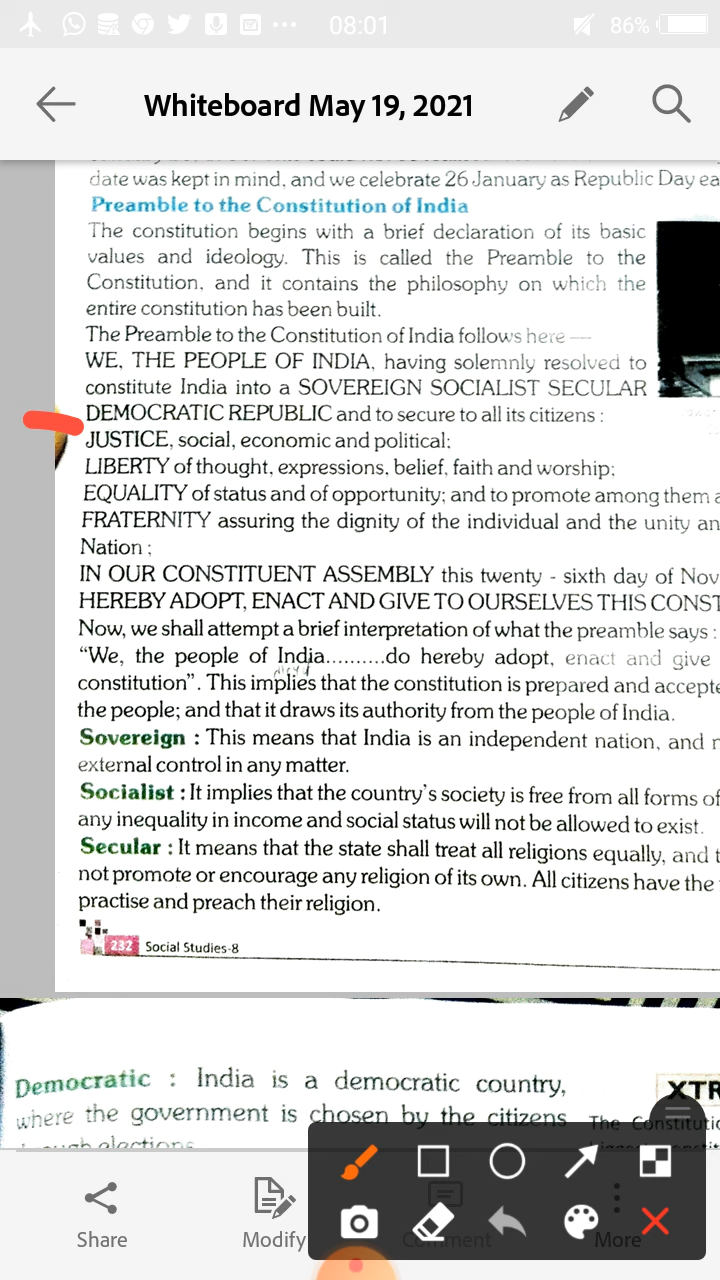 08:01
86%
Whiteboard May 19, 2021
date was kept in mind, and we celebrate 26 January as Republic Day ea
Preamble to the Constitution of India
The constitution begins with a brief declaration of its basic
values and ideology. This is called the Preamble to the
Constitution, and it contains the philosophy on which the
entire constitution has been built.
The Preamble to the Constitution of India follows here —
WE, THE PEOPLE OF INDIA, having solemnly resolved to
constitute India into a SOVEREIGN SOCIALIST SECULAR
DEMOCRATIC REPUBLIC and to secure to all its citizens :
JUSTICE, social, economic and political;
LIBERTY of thought, expressions, belief, faith and worship;
EQUALITY of status and of opportunity; and to promote among them a
FRATERNITY assuring the dignity of the individual and the unity an
Nation ;
IN OUR CONSTITUENT ASSEMBLY this twenty - sixth day of Nov
HEREBY ADOPT, ENACT AND GIVE TO OURSELVES THIS CONST
Now, we shall attempt a brief interpretation of what the preamble says :
“We, the people of India..........do hereby adopt, enact and give
constitution”. This implies that the constitution is prepared and accepte
the people; and that it draws its authority from the people of India.
Sovereign : This means that India is an independent nation, and n
external control in any matter.
Socialist : It implies that the country's society is free from all forms of
any inequality in income and social status will not be allowed to exist.
Secular : It means that the state shall treat all religions equally, and t
not promote or encourage any religion of its own. All citizens have the
practise and preach their religion.
232 Social Studies-8
Democratic : India is a democratic country,
where the government is chosen by the citizens
XTR
The Constitutio
Share
Modify
Comment
More